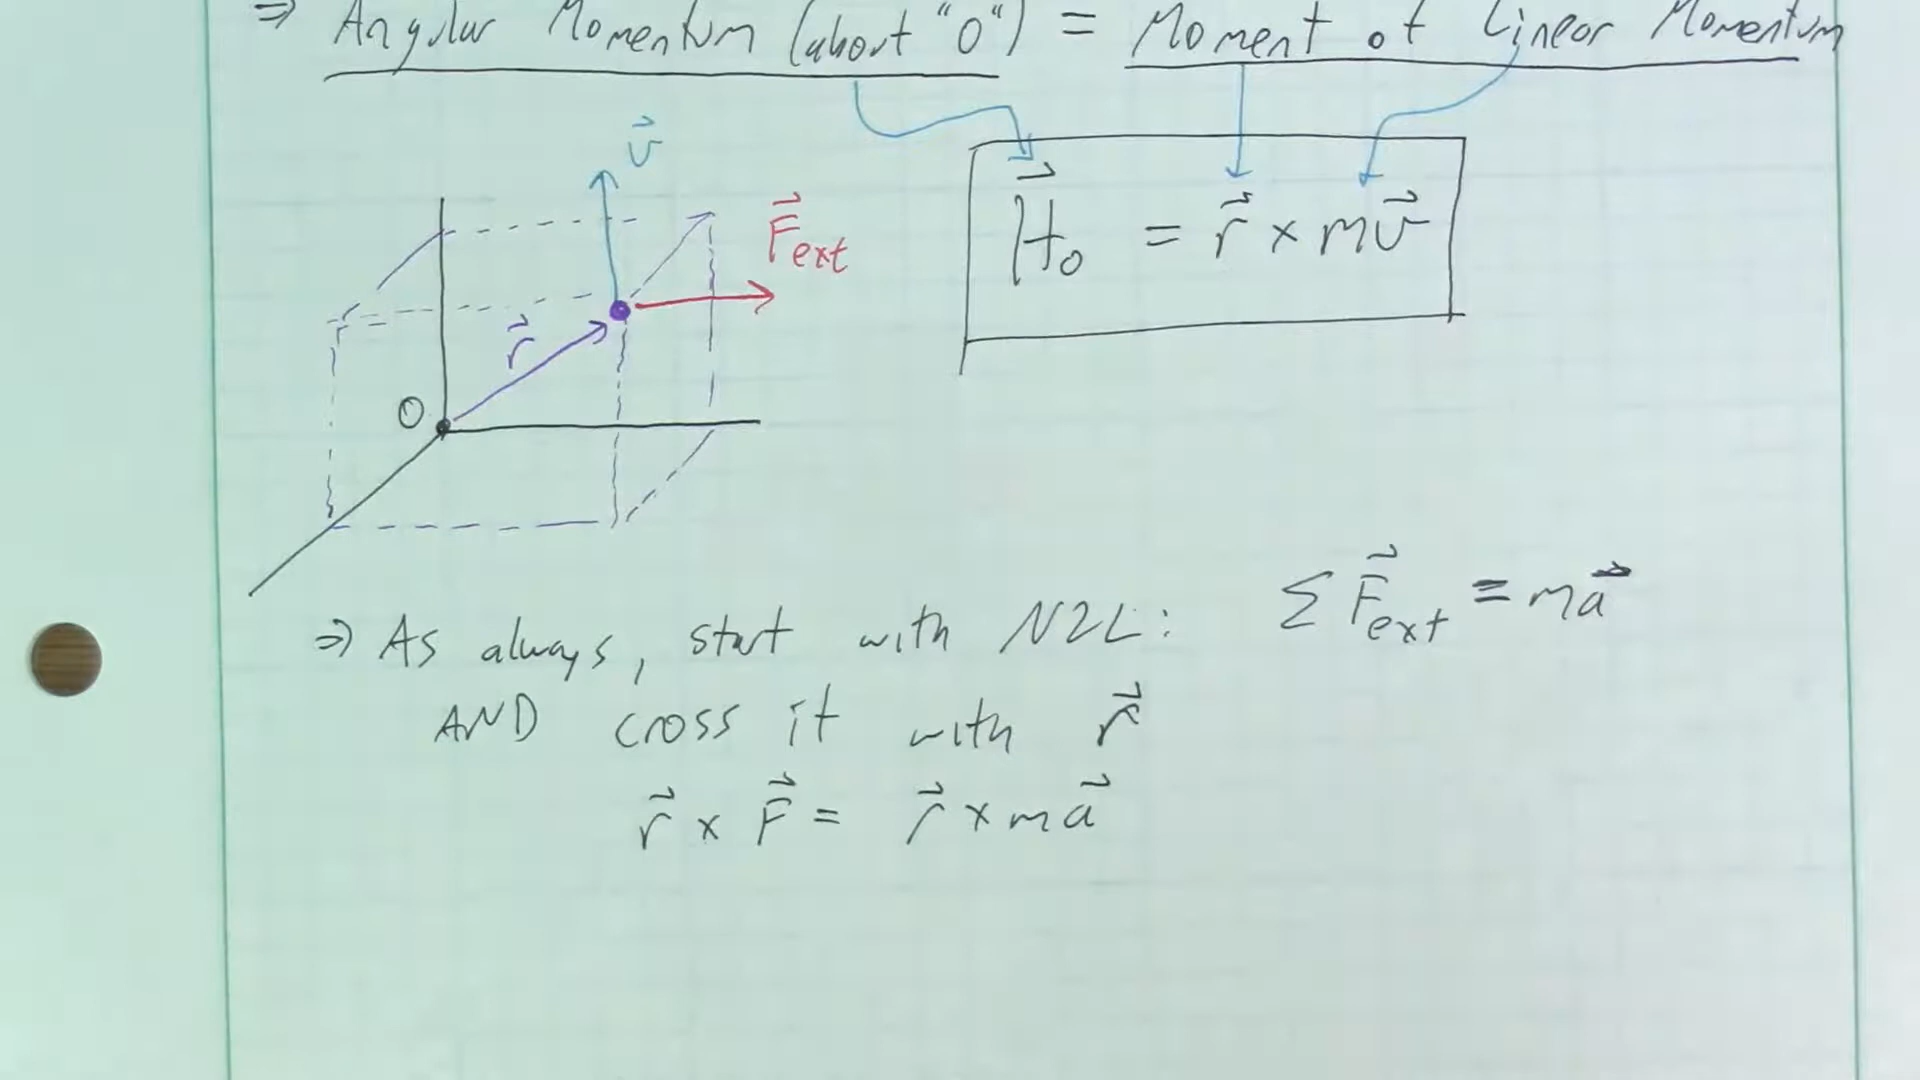 ⇒ Angular Momentum (about "O") = Moment of Linear Momentum
v⃗
F⃗ext
H⃗o = r⃗ × mv⃗
r⃗
O
⇒ As always, start with N2L: ΣF⃗ext = ma⃗
AND cross it with r⃗
r⃗ × F⃗ = r⃗ × ma⃗